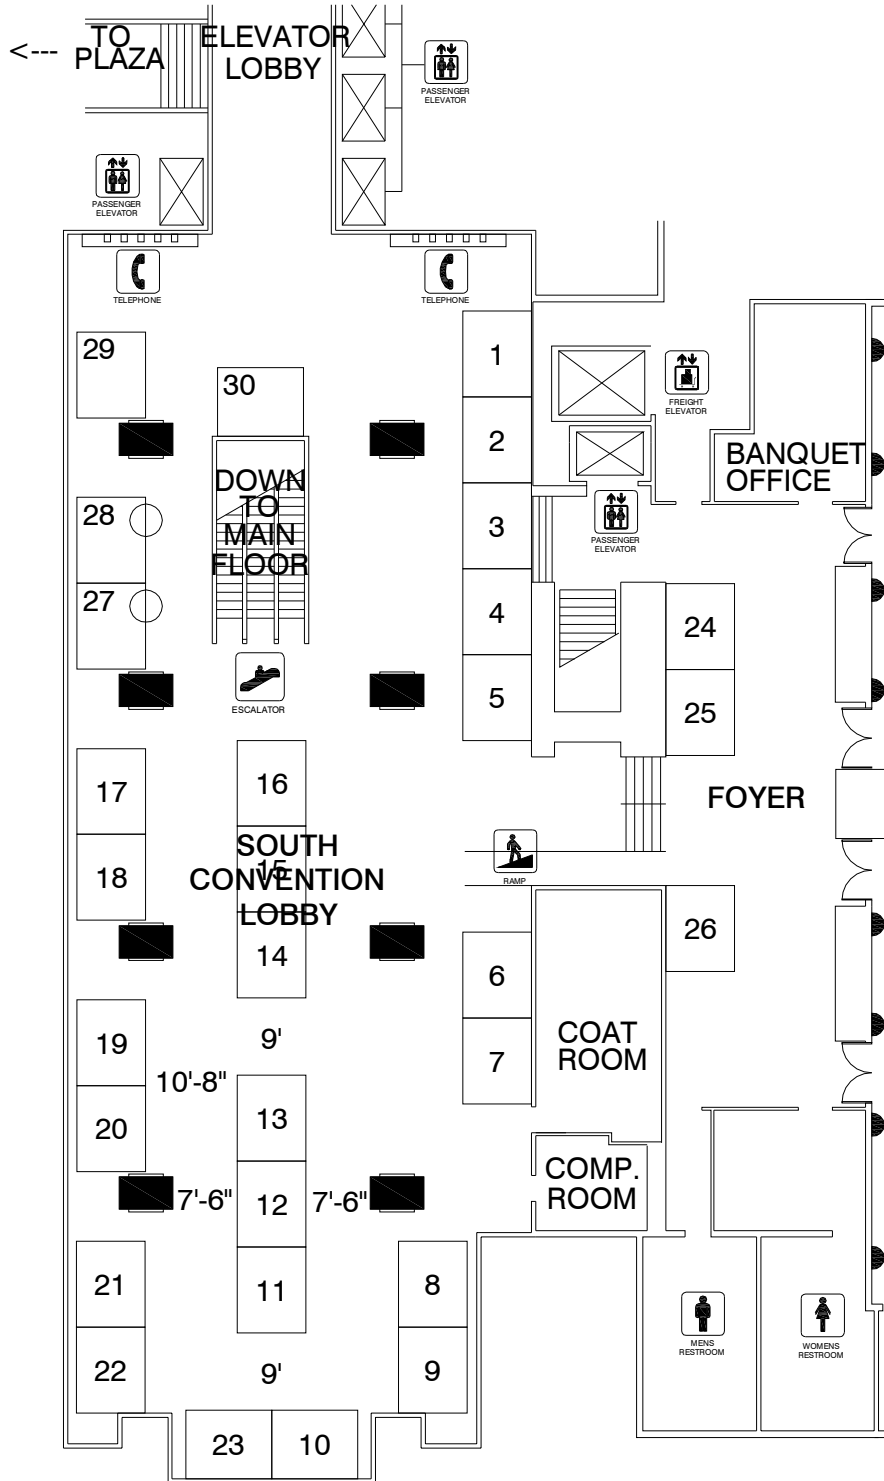 <--- TO
PLAZA
ELEVATOR
LOBBY
PASSENGER
ELEVATOR
PASSENGER
ELEVATOR
TELEPHONE
TELEPHONE
29
30
1
2
3
4
5
FREIGHT
ELEVATOR
BANQUET
OFFICE
PASSENGER
ELEVATOR
DOWN
TO
MAIN
FLOOR
28
27
24
25
ESCALATOR
17
18
16
15
14
SOUTH
CONVENTION
LOBBY
FOYER
RAMP
26
6
7
COAT
ROOM
9'
19
20
10'-8"
13
12
11
7'-6"
7'-6"
COMP.
ROOM
21
22
8
9
9'
23
10
MENS
RESTROOM
WOMENS
RESTROOM